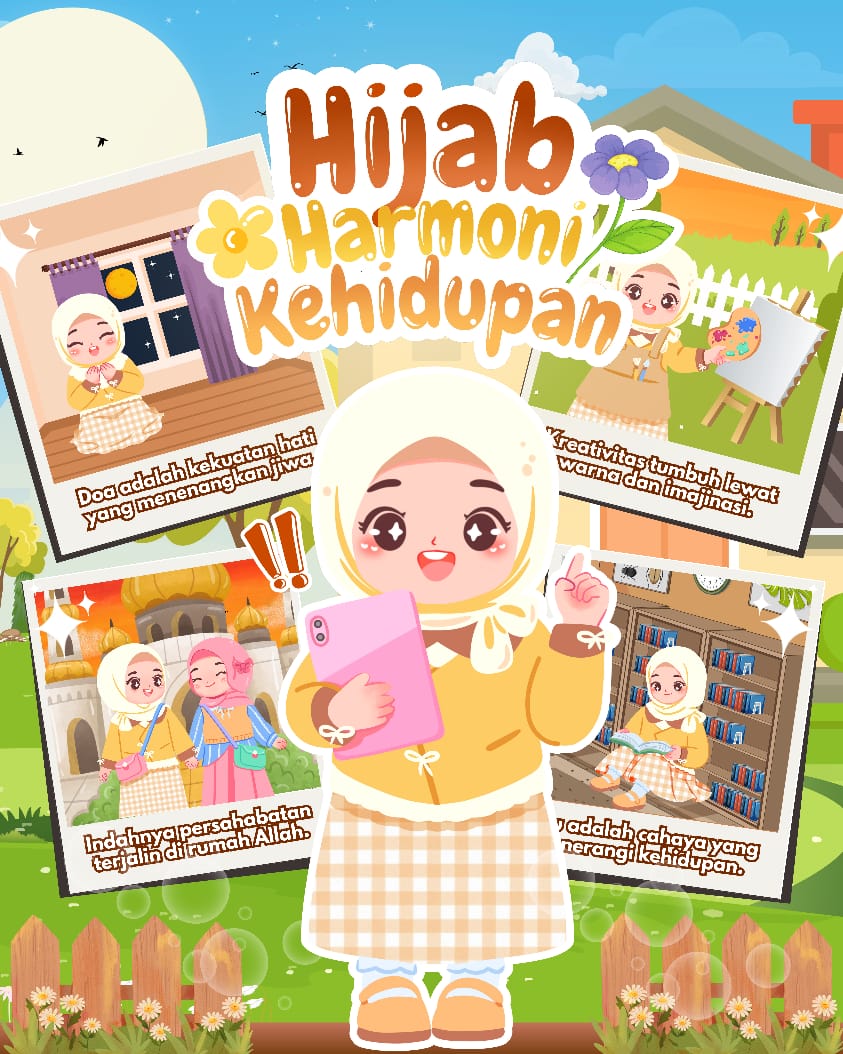 Hijab
Harmoni
Kehidupan
Doa adalah kekuatan hati
yang menenangkan jiwa
Kreativitas tumbuh lewat
warna dan imajinasi.
!!
Indahnya persahabatan
terjalin di rumah Allah.
adalah cahaya yang
kehidupan.